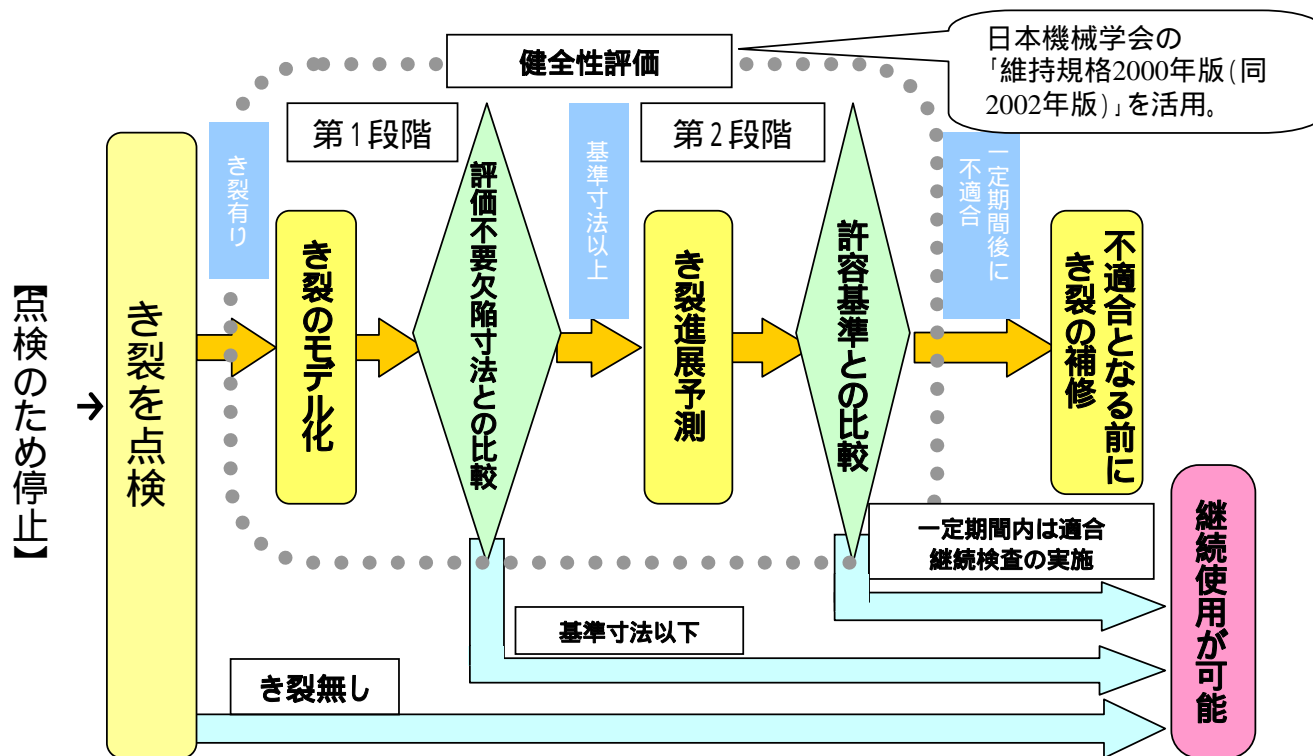 日本機械学会の
「維持規格2000年版(同
2002年版)」を活用。
健全性評価
第1段階
第2段階
【点検のため停止】
→
き裂を点検
き裂有り
き裂のモデル化
評価不要欠陥寸法との比較
基準寸法以上
き裂進展予測
許容基準との比較
一定期間後に
不適合
不適合となる前に
き裂の補修
一定期間内は適合
継続検査の実施
基準寸法以下
き裂無し
継続使用が可能